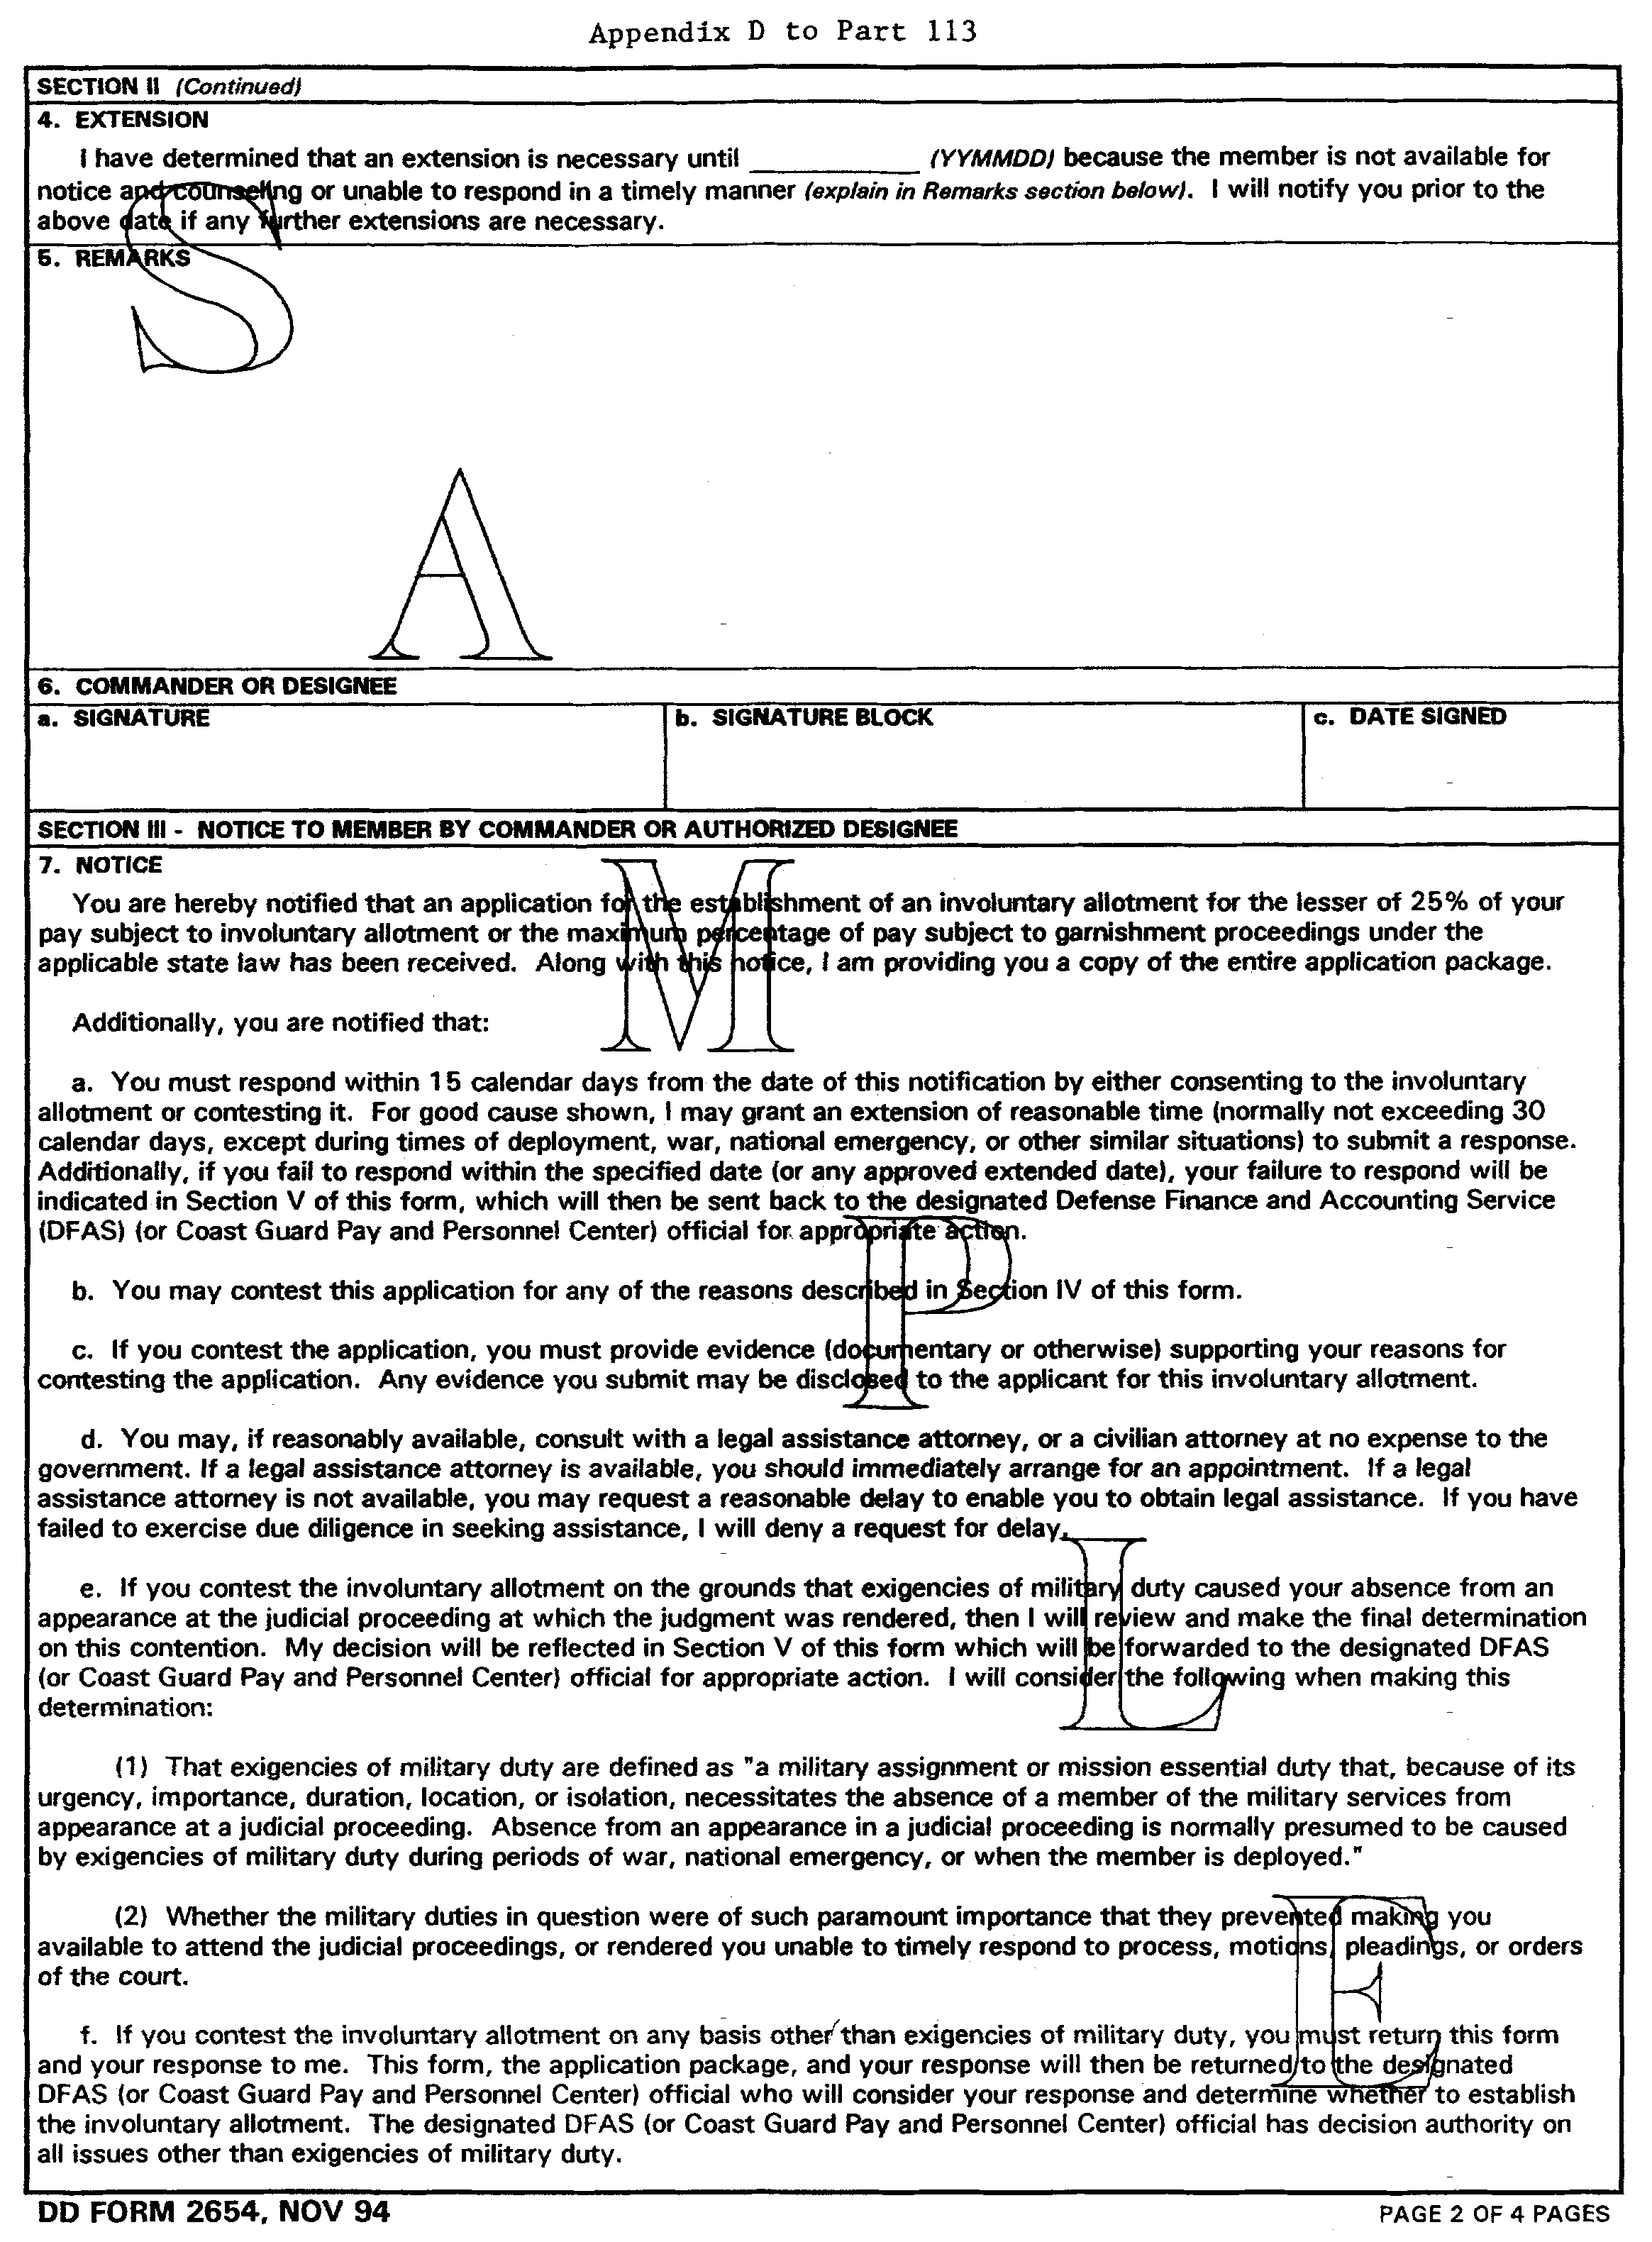 Appendix D to Part 113
SECTION II (Continued)
4. EXTENSION
I have determined that an extension is necessary until ____________ (YYMMDD) because the member is not available for
notice and counseling or unable to respond in a timely manner (explain in Remarks section below). I will notify you prior to the
above date if any further extensions are necessary.
5. REMARKS
S
A
6. COMMANDER OR DESIGNEE
a. SIGNATURE
b. SIGNATURE BLOCK
c. DATE SIGNED
SECTION III - NOTICE TO MEMBER BY COMMANDER OR AUTHORIZED DESIGNEE
7. NOTICE
You are hereby notified that an application for the establishment of an involuntary allotment for the lesser of 25% of your
pay subject to involuntary allotment or the maximum percentage of pay subject to garnishment proceedings under the
applicable state law has been received. Along with this notice, I am providing you a copy of the entire application package.
M
Additionally, you are notified that:
a. You must respond within 15 calendar days from the date of this notification by either consenting to the involuntary
allotment or contesting it. For good cause shown, I may grant an extension of reasonable time (normally not exceeding 30
calendar days, except during times of deployment, war, national emergency, or other similar situations) to submit a response.
Additionally, if you fail to respond within the specified date (or any approved extended date), your failure to respond will be
indicated in Section V of this form, which will then be sent back to the designated Defense Finance and Accounting Service
(DFAS) (or Coast Guard Pay and Personnel Center) official for appropriate action.
b. You may contest this application for any of the reasons described in Section IV of this form.
P
c. If you contest the application, you must provide evidence (documentary or otherwise) supporting your reasons for
contesting the application. Any evidence you submit may be disclosed to the applicant for this involuntary allotment.
d. You may, if reasonably available, consult with a legal assistance attorney, or a civilian attorney at no expense to the
government. If a legal assistance attorney is available, you should immediately arrange for an appointment. If a legal
assistance attorney is not available, you may request a reasonable delay to enable you to obtain legal assistance. If you have
failed to exercise due diligence in seeking assistance, I will deny a request for delay.
e. If you contest the involuntary allotment on the grounds that exigencies of military duty caused your absence from an
appearance at the judicial proceeding at which the judgment was rendered, then I will review and make the final determination
on this contention. My decision will be reflected in Section V of this form which will be forwarded to the designated DFAS
(or Coast Guard Pay and Personnel Center) official for appropriate action. I will consider the following when making this
determination:
L
(1) That exigencies of military duty are defined as "a military assignment or mission essential duty that, because of its
urgency, importance, duration, location, or isolation, necessitates the absence of a member of the military services from
appearance at a judicial proceeding. Absence from an appearance in a judicial proceeding is normally presumed to be caused
by exigencies of military duty during periods of war, national emergency, or when the member is deployed."
(2) Whether the military duties in question were of such paramount importance that they prevented making you
available to attend the judicial proceedings, or rendered you unable to timely respond to process, motions, pleadings, or orders
of the court.
E
f. If you contest the involuntary allotment on any basis other than exigencies of military duty, you must return this form
and your response to me. This form, the application package, and your response will then be returned to the designated
DFAS (or Coast Guard Pay and Personnel Center) official who will consider your response and determine whether to establish
the involuntary allotment. The designated DFAS (or Coast Guard Pay and Personnel Center) official has decision authority on
all issues other than exigencies of military duty.
DD FORM 2654, NOV 94
PAGE 2 OF 4 PAGES